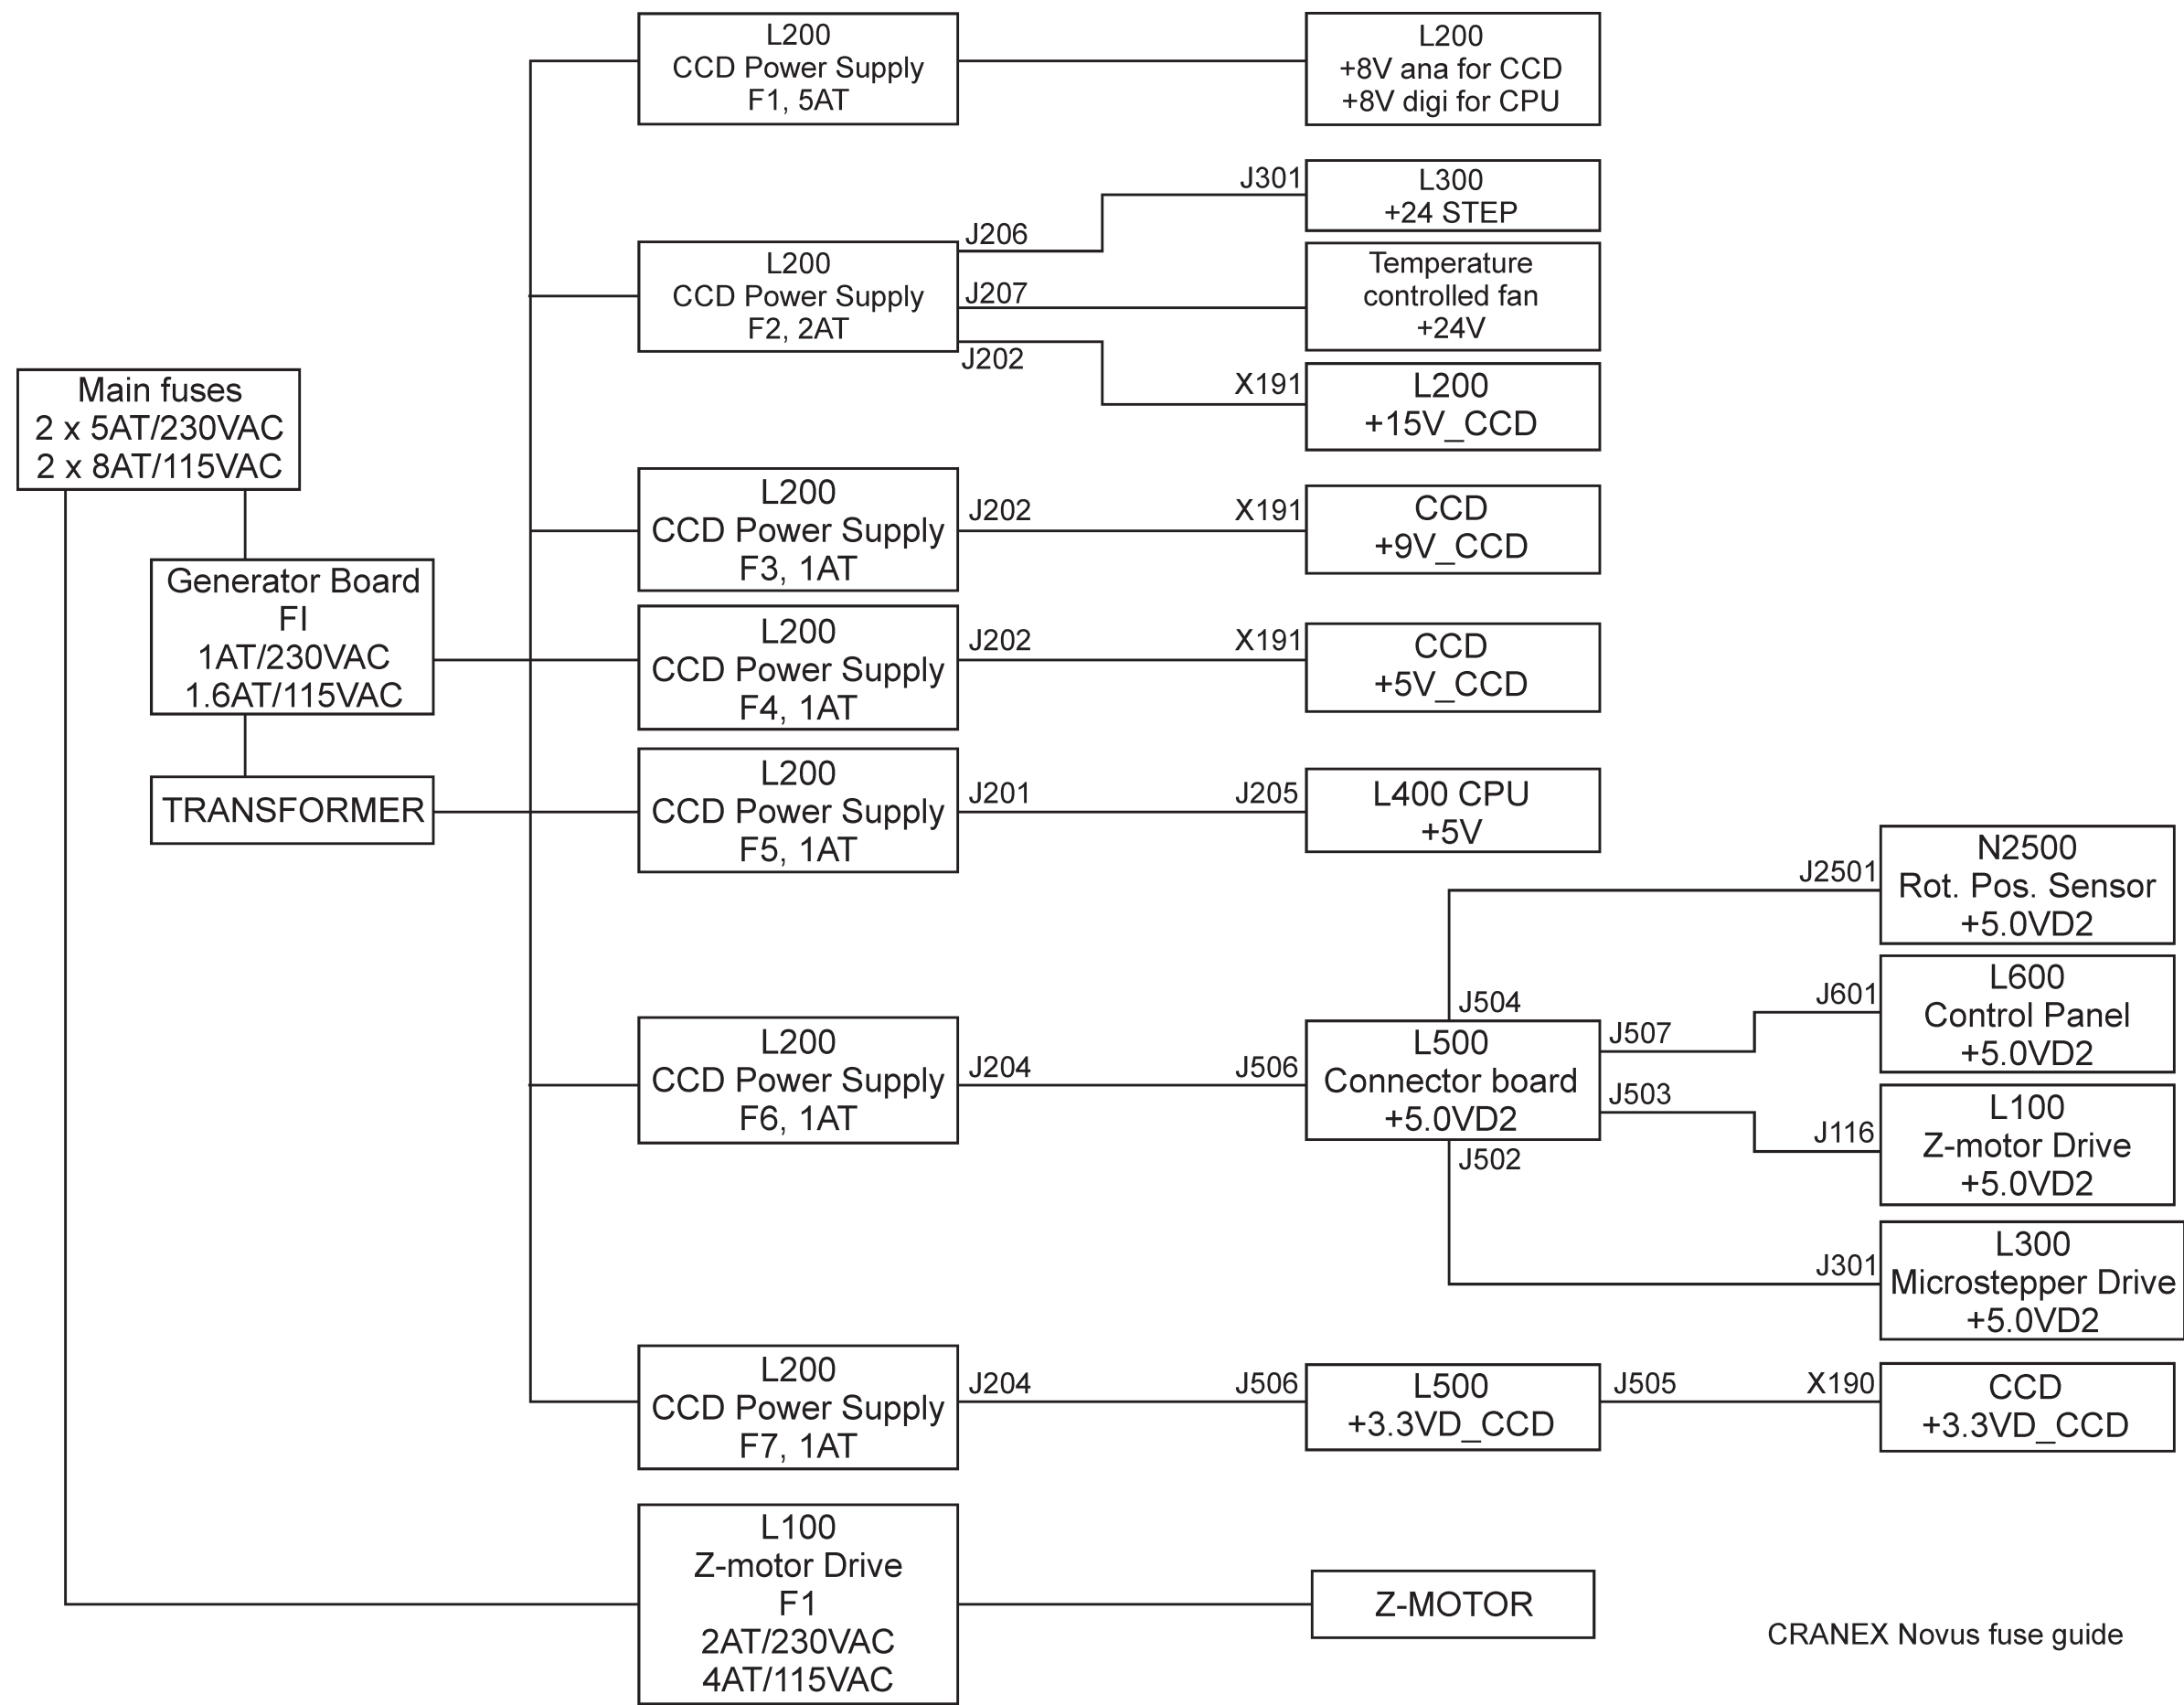 L200
CCD Power Supply
F1, 5AT
L200
+8V ana for CCD
+8V digi for CPU
J301
L300
+24 STEP
J206
L200
CCD Power Supply
F2, 2AT
J207
Temperature
controlled fan
+24V
J202
X191
L200
+15V_CCD
Main fuses
2 x 5AT/230VAC
2 x 8AT/115VAC
L200
CCD Power Supply
F3, 1AT
J202
X191
CCD
+9V_CCD
Generator Board
FI
1AT/230VAC
1.6AT/115VAC
L200
CCD Power Supply
F4, 1AT
J202
X191
CCD
+5V_CCD
TRANSFORMER
L200
CCD Power Supply
F5, 1AT
J201
J205
L400 CPU
+5V
J2501
N2500
Rot. Pos. Sensor
+5.0VD2
J504
J601
L600
Control Panel
+5.0VD2
L200
CCD Power Supply
F6, 1AT
J204
J506
L500
Connector board
+5.0VD2
J507
J503
J116
L100
Z-motor Drive
+5.0VD2
J502
J301
L300
Microstepper Drive
+5.0VD2
L200
CCD Power Supply
F7, 1AT
J204
J506
L500
+3.3VD_CCD
J505
X190
CCD
+3.3VD_CCD
L100
Z-motor Drive
F1
2AT/230VAC
4AT/115VAC
Z-MOTOR
CRANEX Novus fuse guide